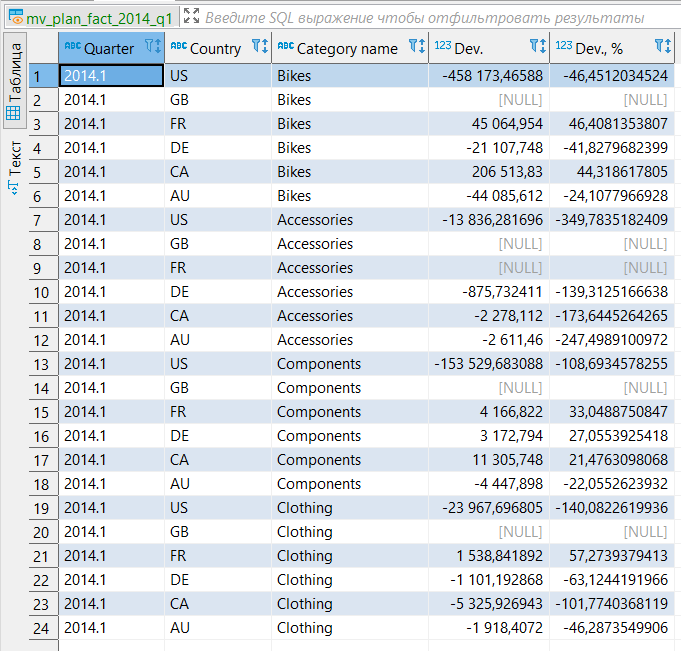 mv_plan_fact_2014_q1 Введите SQL выражение чтобы отфильтровать результаты
Таблица
Текст
ABC Quarter ABC Country ABC Category name 123 Dev. 123 Dev., %
1 2014.1 US Bikes -458 173,46588 -46,4512034524
2 2014.1 GB Bikes [NULL] [NULL]
3 2014.1 FR Bikes 45 064,954 46,4081353807
4 2014.1 DE Bikes -21 107,748 -41,8279682399
5 2014.1 CA Bikes 206 513,83 44,318617805
6 2014.1 AU Bikes -44 085,612 -24,1077966928
7 2014.1 US Accessories -13 836,281696 -349,7835182409
8 2014.1 GB Accessories [NULL] [NULL]
9 2014.1 FR Accessories [NULL] [NULL]
10 2014.1 DE Accessories -875,732411 -139,3125166638
11 2014.1 CA Accessories -2 278,112 -173,6445264265
12 2014.1 AU Accessories -2 611,46 -247,4989100972
13 2014.1 US Components -153 529,683088 -108,6934578255
14 2014.1 GB Components [NULL] [NULL]
15 2014.1 FR Components 4 166,822 33,0488750847
16 2014.1 DE Components 3 172,794 27,0553925418
17 2014.1 CA Components 11 305,748 21,4763098068
18 2014.1 AU Components -4 447,898 -22,0552623932
19 2014.1 US Clothing -23 967,696805 -140,0822619936
20 2014.1 GB Clothing [NULL] [NULL]
21 2014.1 FR Clothing 1 538,841892 57,2739379413
22 2014.1 DE Clothing -1 101,192868 -63,1244191966
23 2014.1 CA Clothing -5 325,926943 -101,7740368119
24 2014.1 AU Clothing -1 918,4072 -46,2873549906